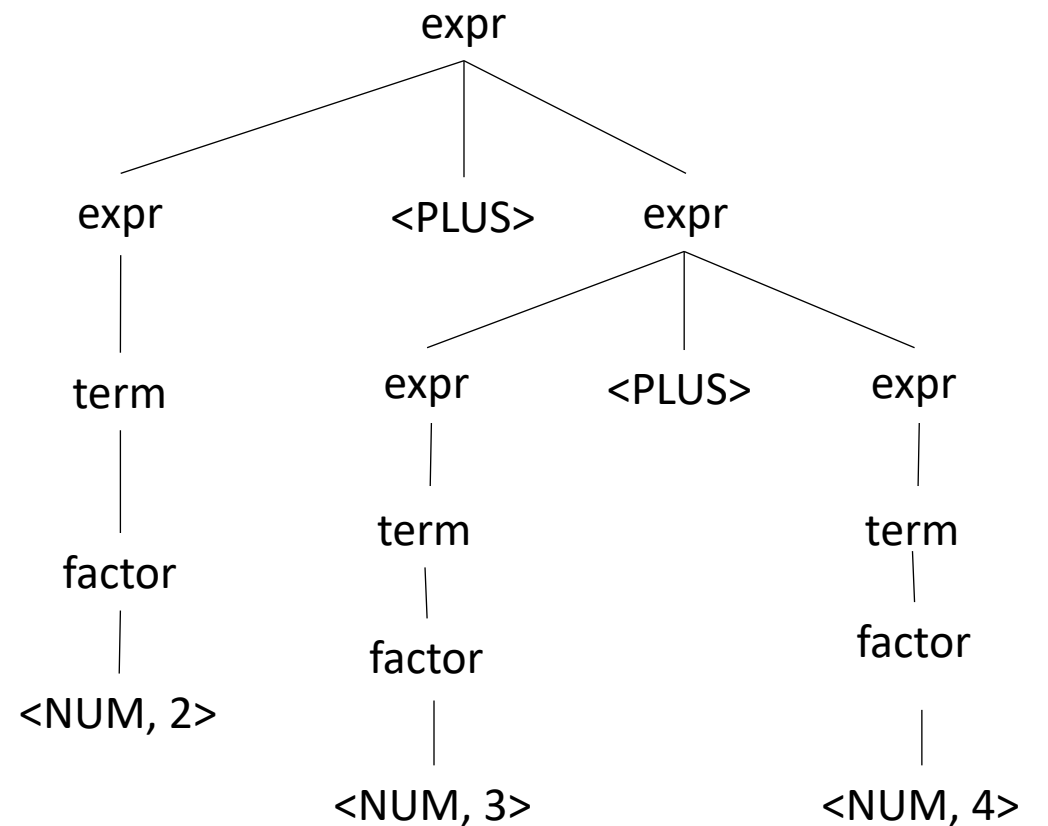 expr
expr <PLUS> expr
term expr <PLUS> expr
factor term term
<NUM, 2> factor factor
<NUM, 3> <NUM, 4>